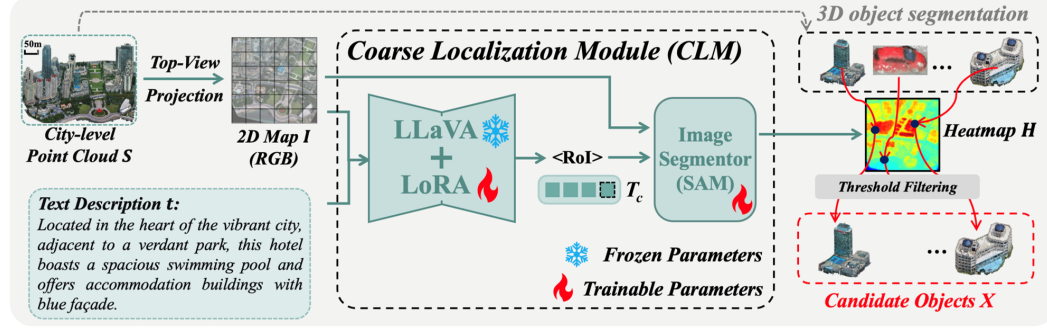 3D object segmentation
50m
Top-View
Projection
City-level
Point Cloud S
2D Map I
(RGB)
Coarse Localization Module (CLM)
LLaVA
+
LoRA
<RoI>
T_c
Image
Segmentor
(SAM)
...
Heatmap H
Threshold Filtering
...
Candidate Objects X
Text Description t:
Located in the heart of the vibrant city,
adjacent to a verdant park, this hotel
boasts a spacious swimming pool and
offers accommodation buildings with
blue façade.
Frozen Parameters
Trainable Parameters